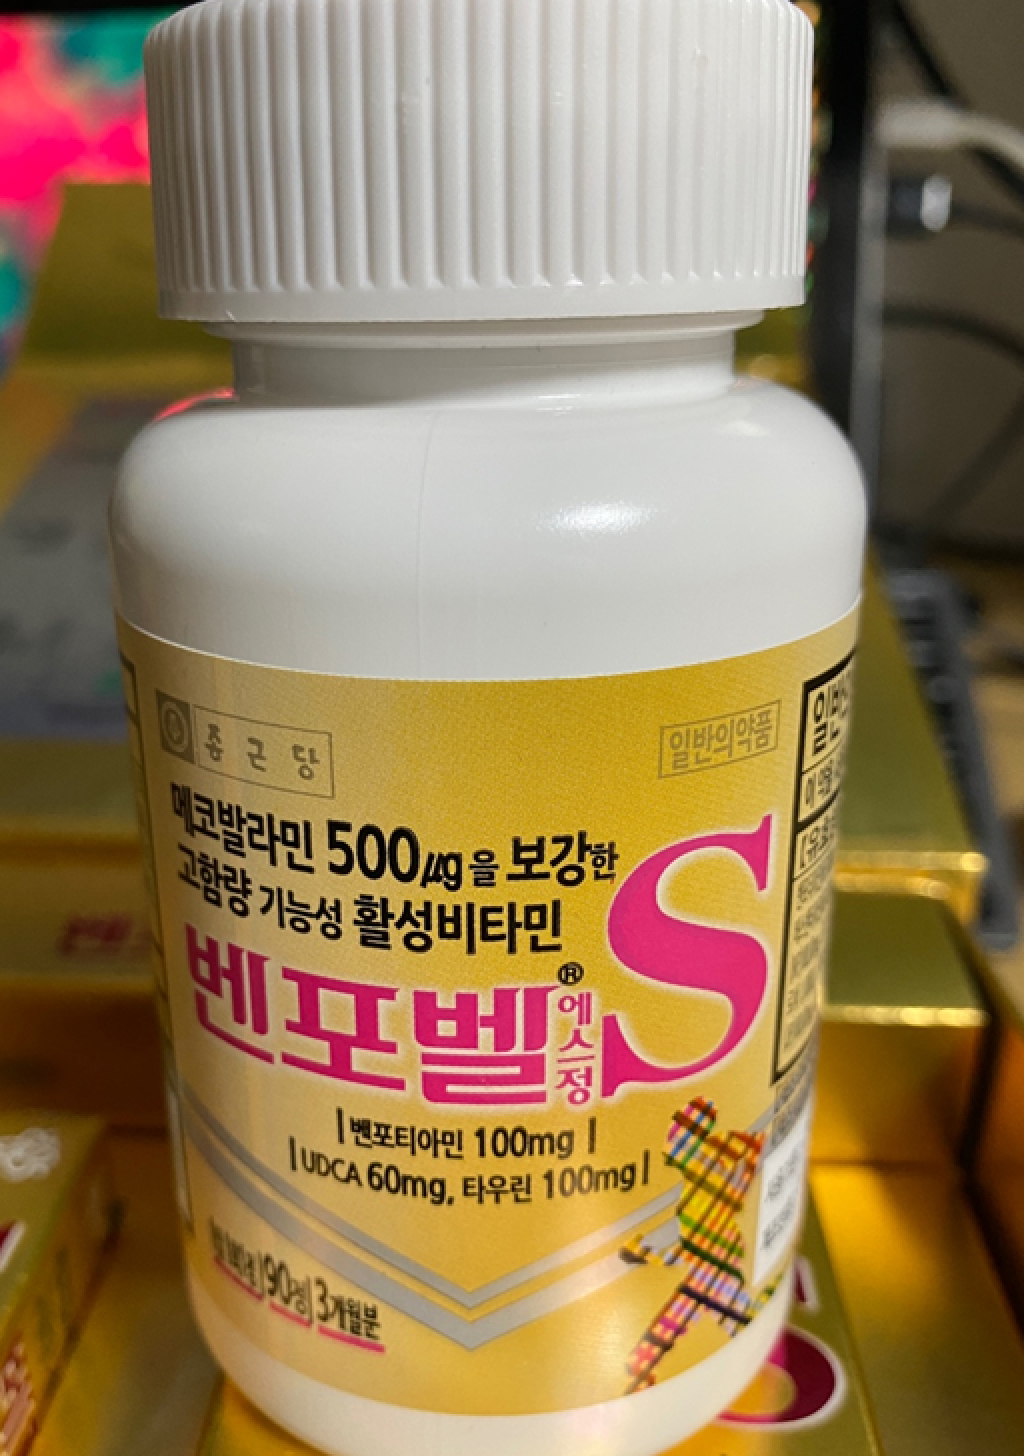 종근당
일반의약품
메코발라민 500㎍을 보강한
고함량 기능성 활성비타민
벤포벨® 에스정 S
|벤포티아민 100mg|
|UDCA 60mg, 타우린 100mg|
90정|3개월분